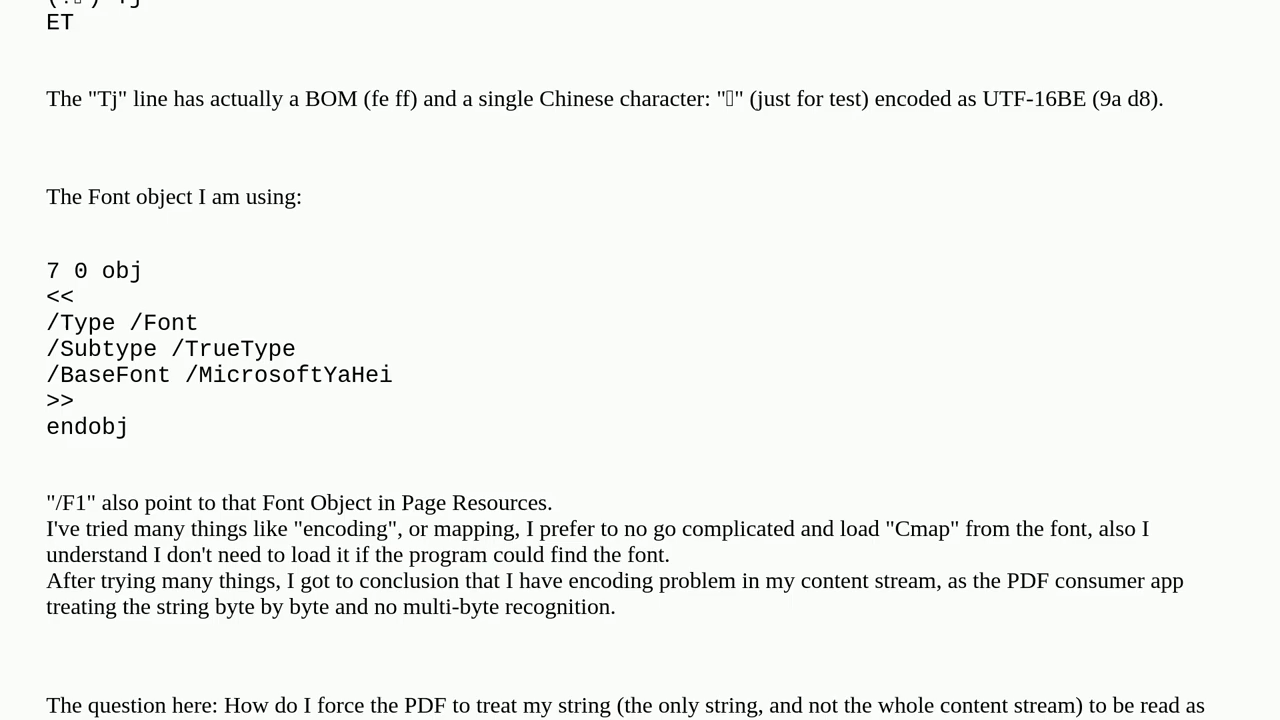 ET
The "Tj" line has actually a BOM (fe ff) and a single Chinese character: "▯" (just for test) encoded as UTF-16BE (9a d8).
The Font object I am using:
7 0 obj
<<
/Type /Font
/Subtype /TrueType
/BaseFont /MicrosoftYaHei
>>
endobj
"/F1" also point to that Font Object in Page Resources.
I've tried many things like "encoding", or mapping, I prefer to no go complicated and load "Cmap" from the font, also I
understand I don't need to load it if the program could find the font.
After trying many things, I got to conclusion that I have encoding problem in my content stream, as the PDF consumer app
treating the string byte by byte and no multi-byte recognition.
The question here: How do I force the PDF to treat my string (the only string, and not the whole content stream) to be read as